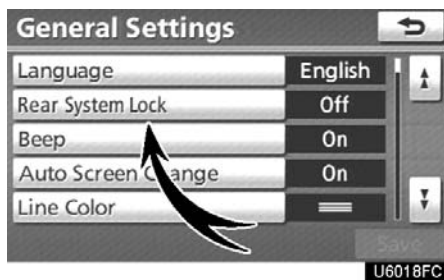 General Settings
Language English
Rear System Lock Off
Beep On
Auto Screen Change On
Line Color
Save
U6018FC